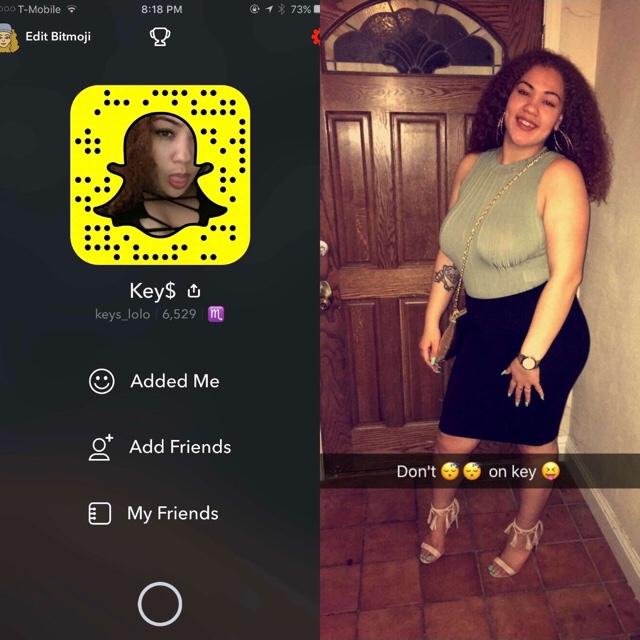 T-Mobile 8:18 PM 73%
Edit Bitmoji
Key$
keys_lolo 6,529 ♏
Added Me
Add Friends
My Friends
Don't 😴😴 on key 😝